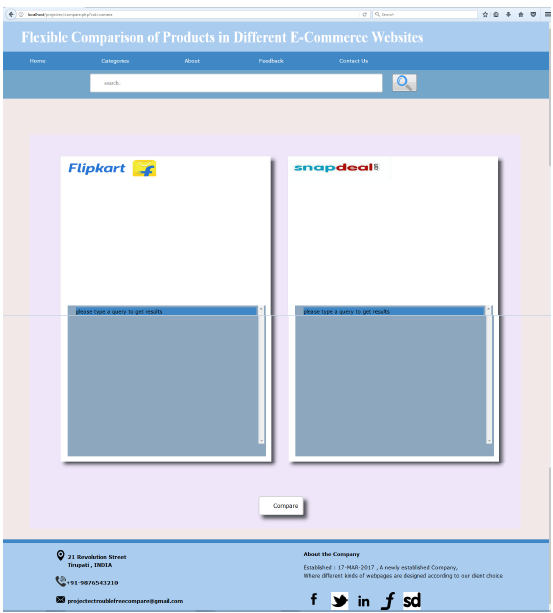 localhost/projectec/compare.php?cat=women
Search
Flexible Comparison of Products in Different E-Commerce Websites
Home Categories About Feedback Contact Us
search..
Flipkart
snapdeal
please type a query to get results
please type a query to get results
Compare
21 Revolution Street
Tirupati , INDIA
+91-9876543210
projectectroublefreecompare@gmail.com
About the Company
Established : 17-MAR-2017 , A newly established Company,
Where different kinds of webpages are designed according to our client choice
f in f sd